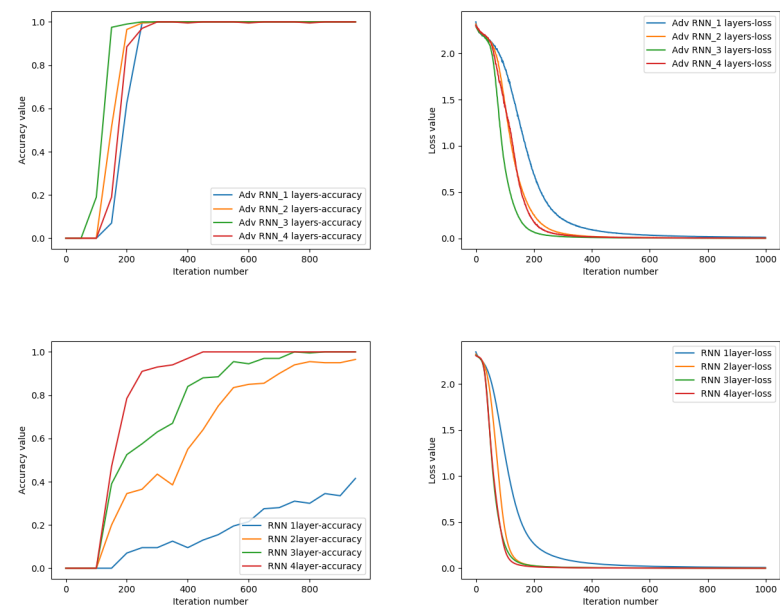 1.0
0.8
0.6
0.4
0.2
0.0
Accuracy value
0
200
400
600
800
Iteration number
Adv RNN_1 layers-accuracy
Adv RNN_2 layers-accuracy
Adv RNN_3 layers-accuracy
Adv RNN_4 layers-accuracy
2.0
1.5
1.0
0.5
0.0
Loss value
0
200
400
600
800
1000
Iteration number
Adv RNN_1 layers-loss
Adv RNN_2 layers-loss
Adv RNN_3 layers-loss
Adv RNN_4 layers-loss
1.0
0.8
0.6
0.4
0.2
0.0
Accuracy value
0
200
400
600
800
Iteration number
RNN 1layer-accuracy
RNN 2layer-accuracy
RNN 3layer-accuracy
RNN 4layer-accuracy
2.0
1.5
1.0
0.5
0.0
Loss value
0
200
400
600
800
1000
Iteration number
RNN 1layer-loss
RNN 2layer-loss
RNN 3layer-loss
RNN 4layer-loss